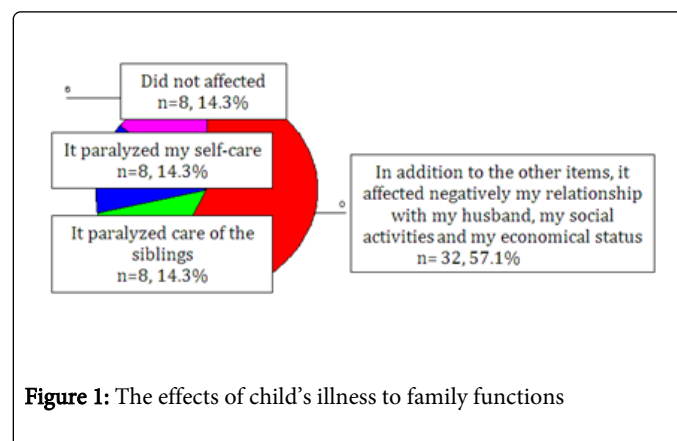 6
Did not affected
n=8, 14.3%
It paralyzed my self-care
n=8, 14.3%
It paralyzed care of the
siblings
n=8, 14.3%
0
In addition to the other items, it
affected negatively my relationship
with my husband, my social
activities and my economical status
n= 32, 57.1%
Figure 1: The effects of child's illness to family functions